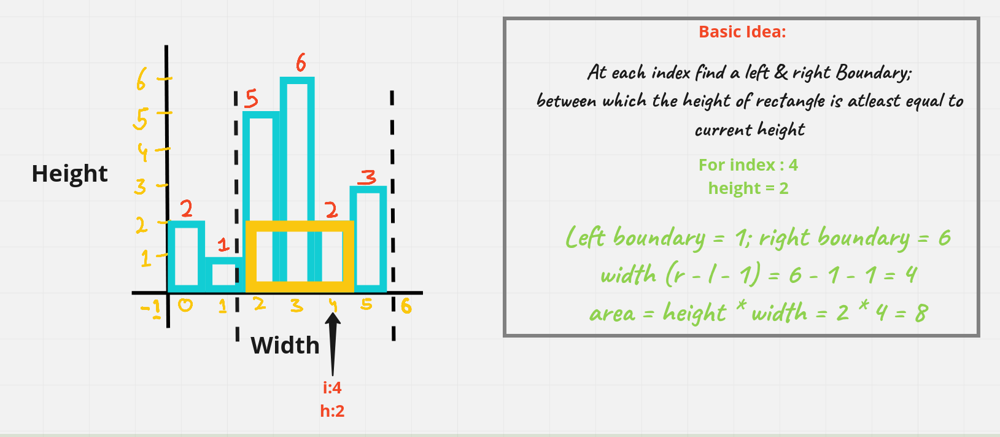 Basic Idea:
At each index find a left & right Boundary;
between which the height of rectangle is atleast equal to
current height
For index : 4
height = 2
Left boundary = 1; right boundary = 6
width (r - l - 1) = 6 - 1 - 1 = 4
area = height * width = 2 * 4 = 8
Height
6
5
4
3
2
1
2
1
5
6
2
3
-1 0 1 2 3 4 5 6
Width
i:4
h:2